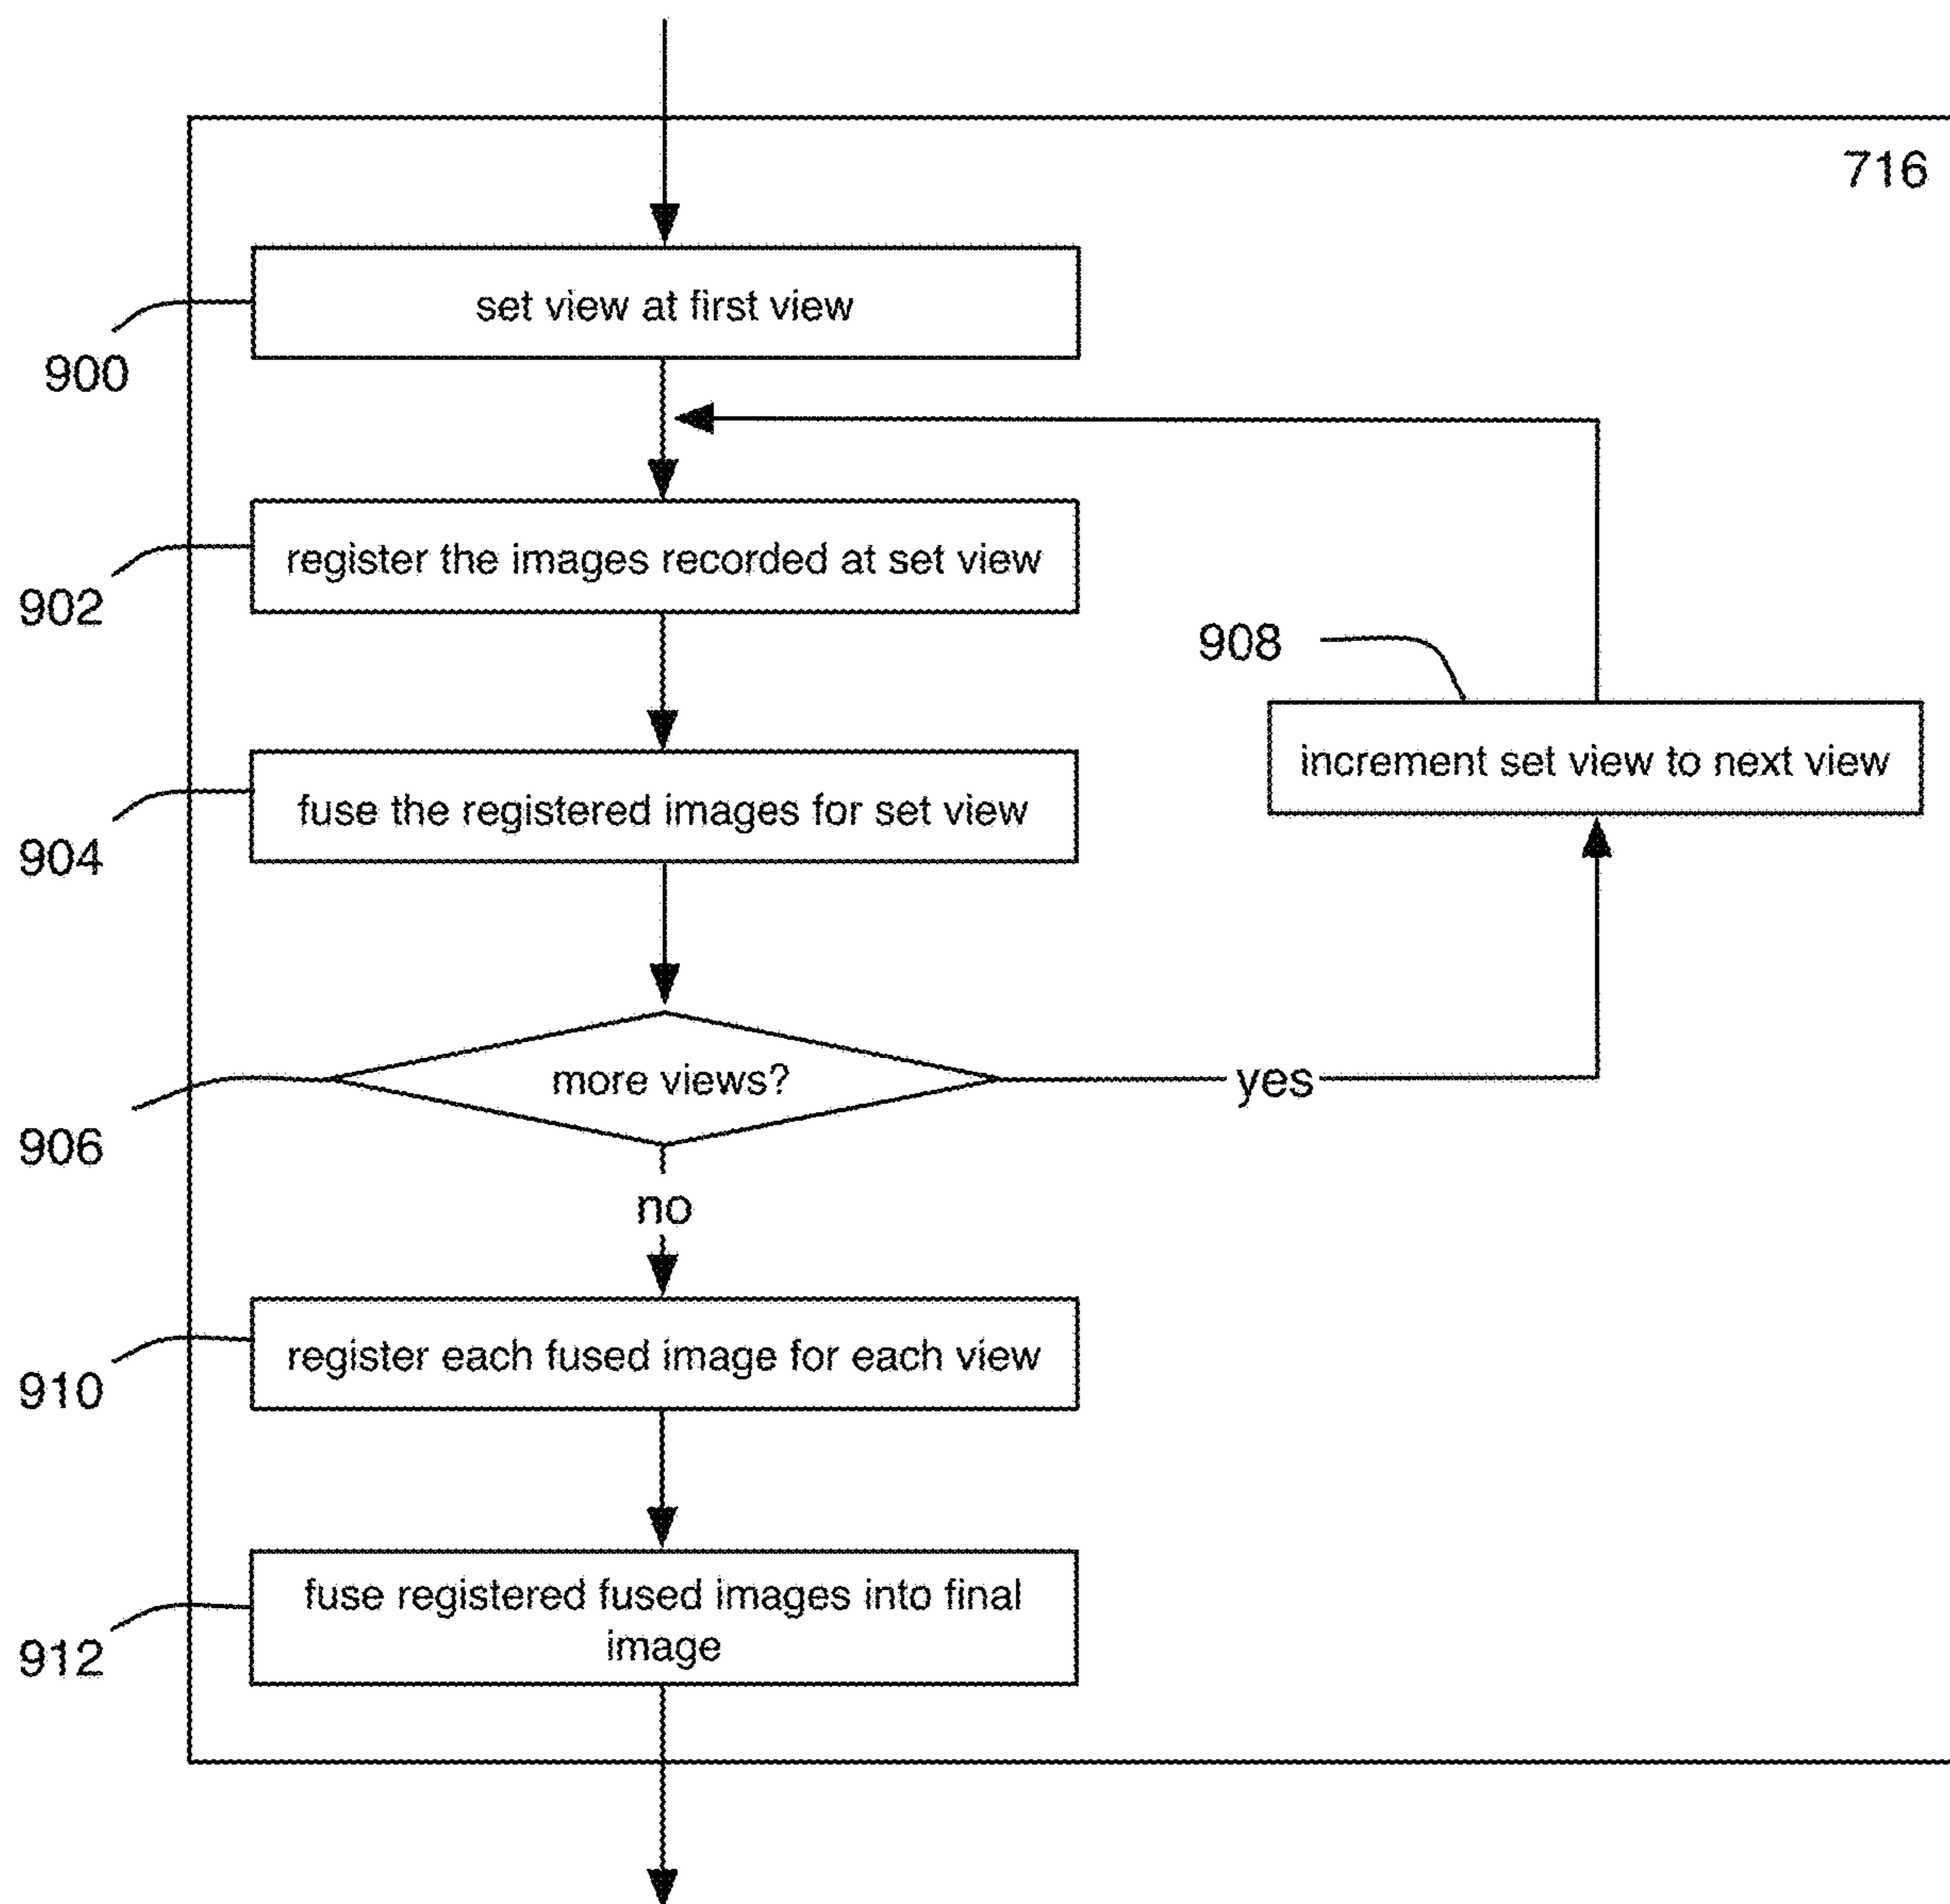 716
set view at first view
900
register the images recorded at set view
902
908
increment set view to next view
fuse the registered images for set view
904
more views?
yes
906
no
register each fused image for each view
910
fuse registered fused images into final
image
912